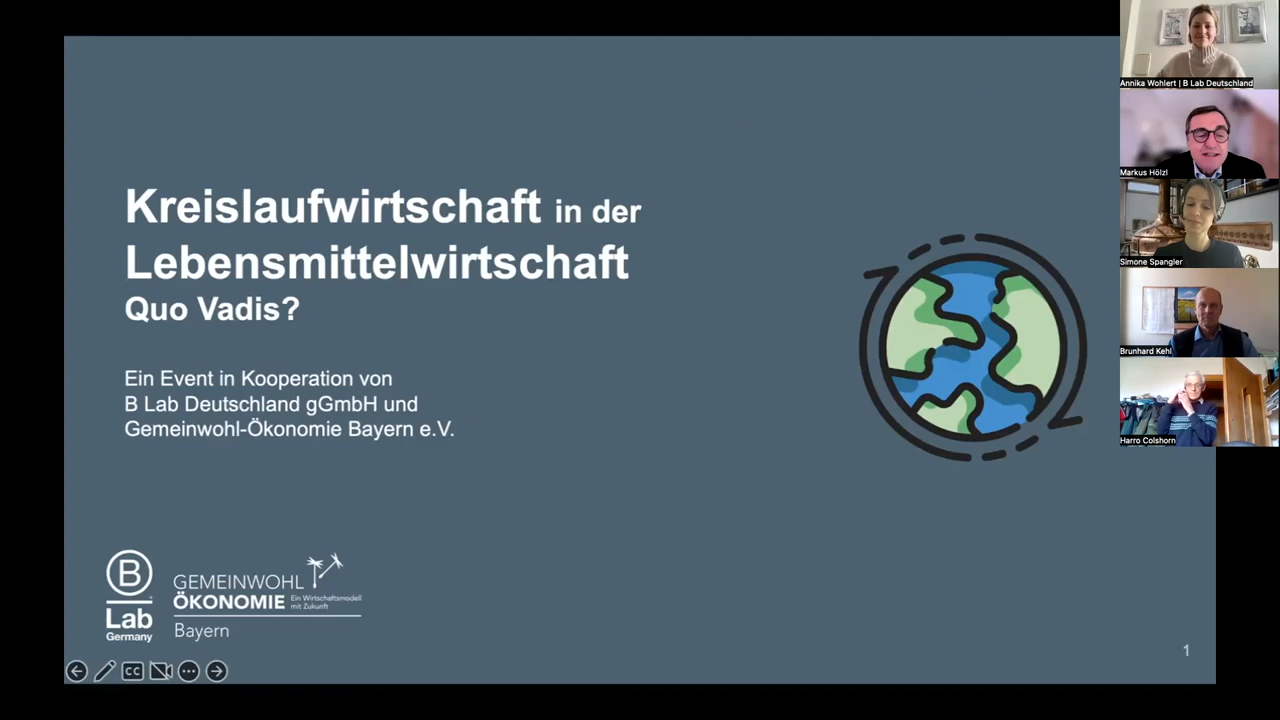 Kreislaufwirtschaft in der
Lebensmittelwirtschaft
Quo Vadis?
Ein Event in Kooperation von
B Lab Deutschland gGmbH und
Gemeinwohl-Ökonomie Bayern e.V.
B
Lab
Germany
GEMEINWOHL
ÖKONOMIE Ein Wirtschaftsmodell
mit Zukunft
Bayern
CC
1
Annika Wohlert | B Lab Deutschland
Markus Hölzl
Simone Spangler
Brunhard Kehl
Harro Colshorn